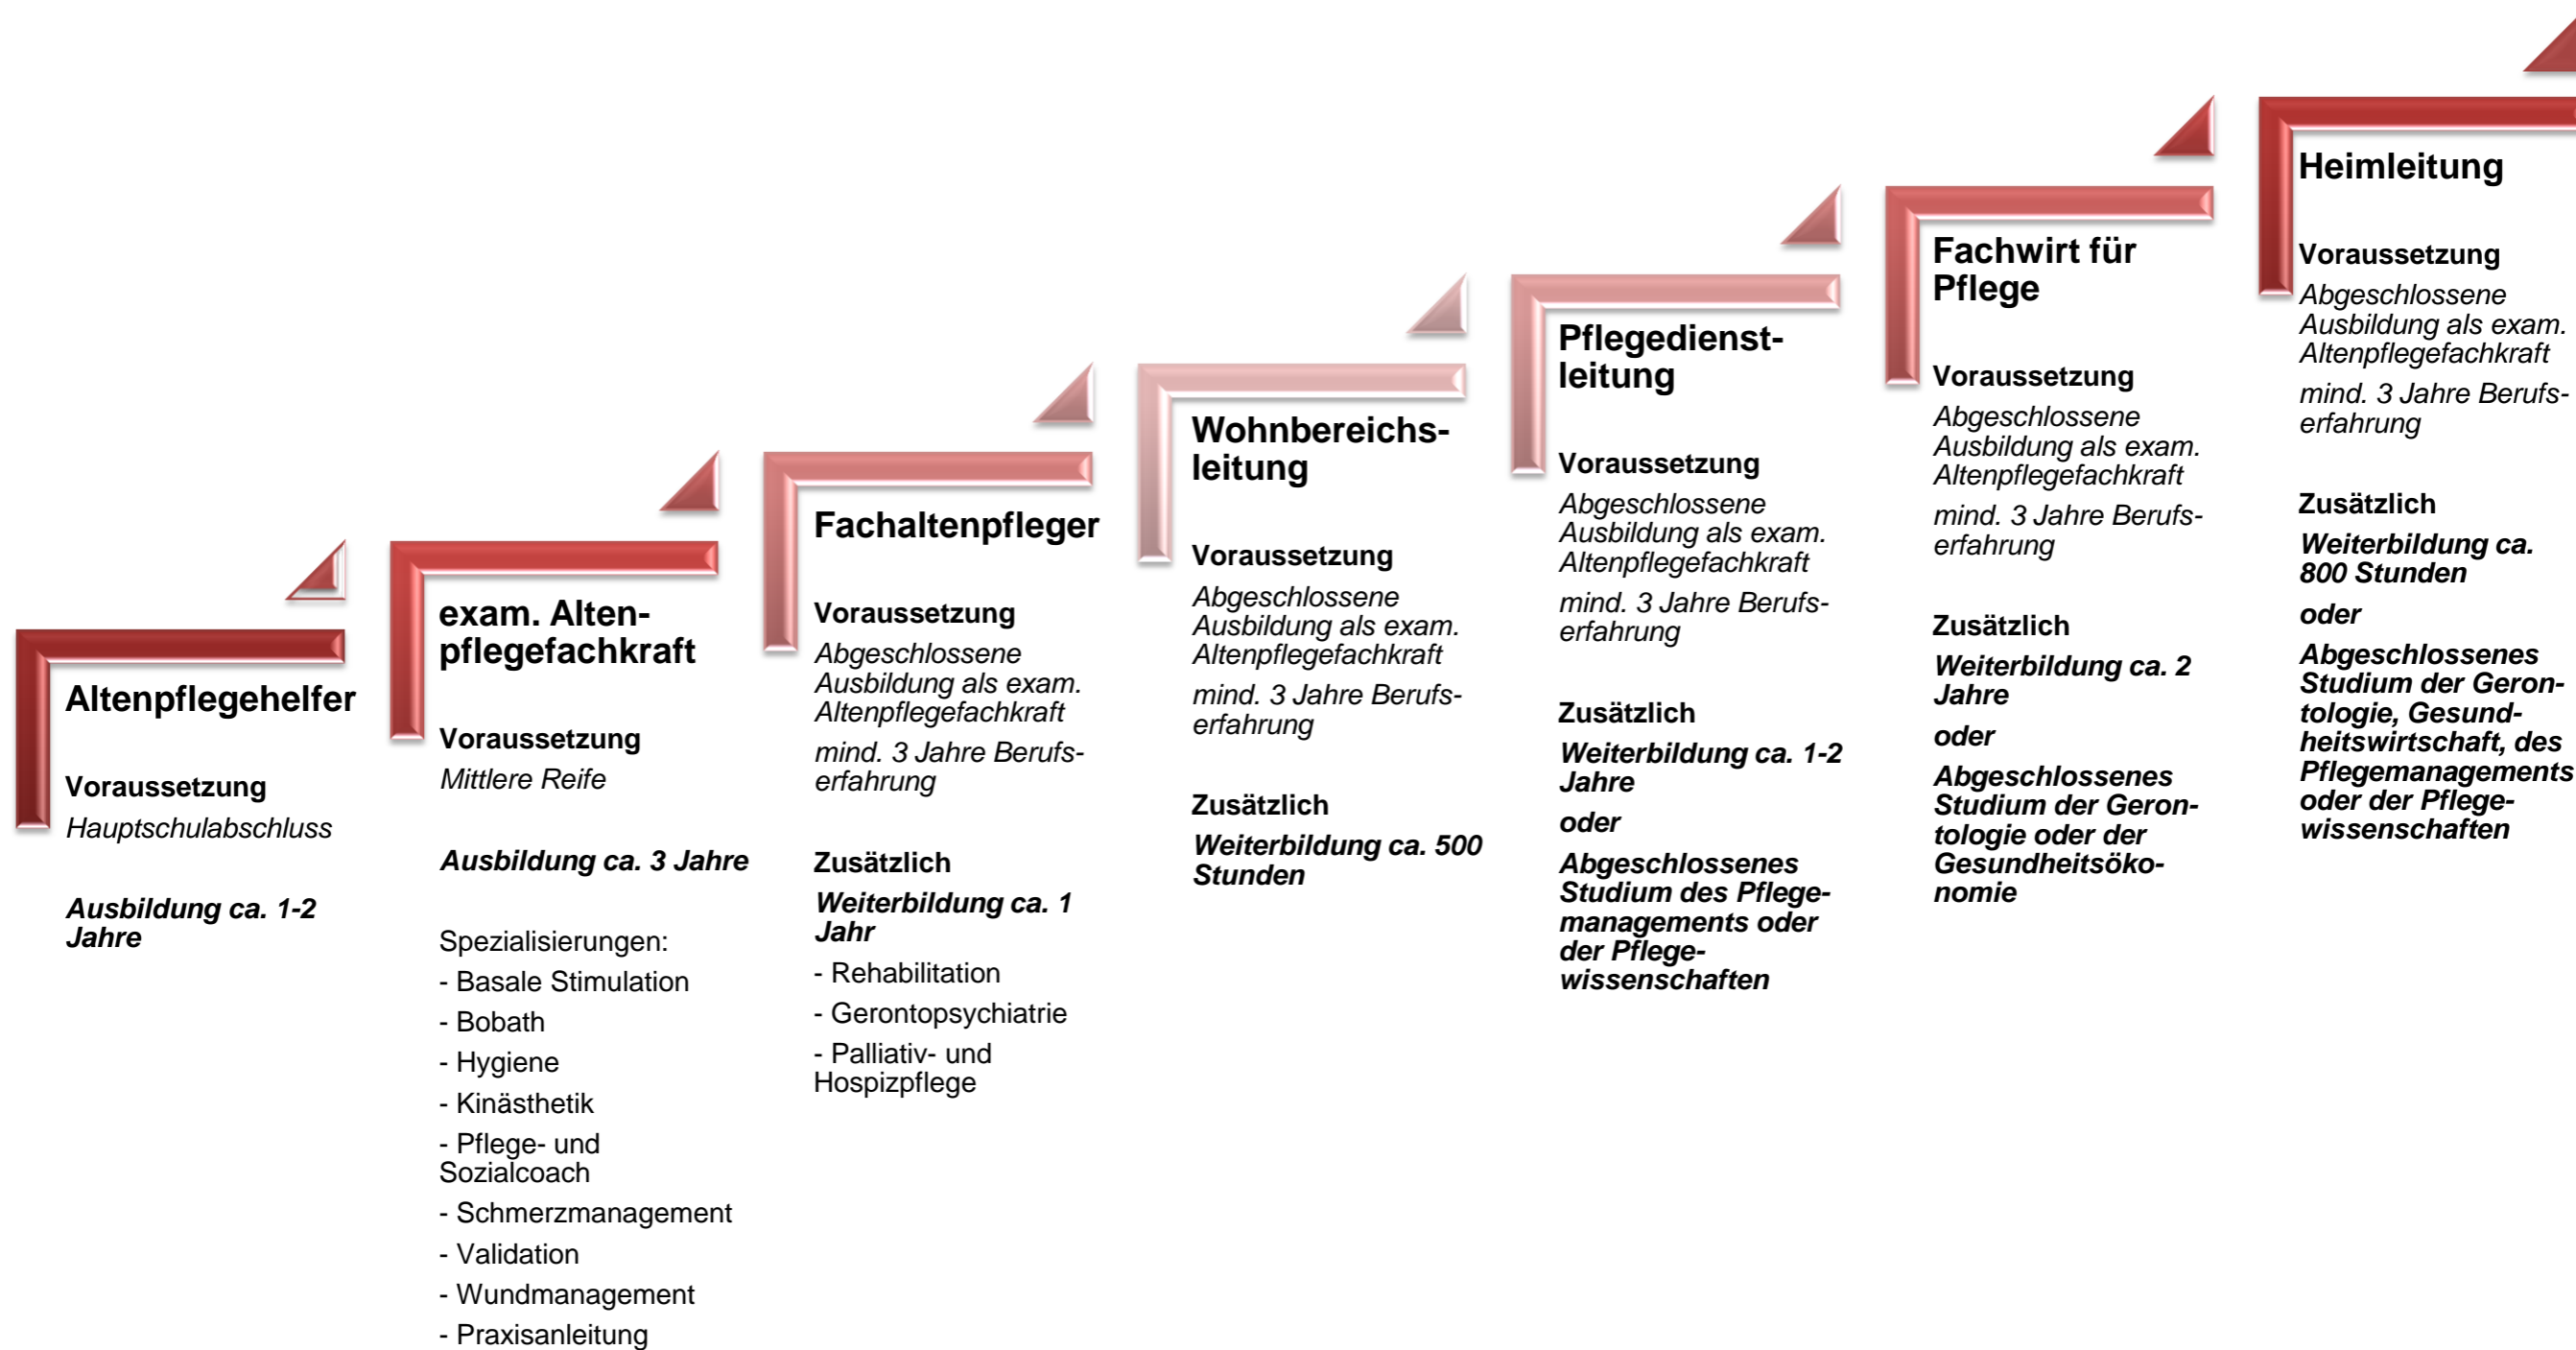 Altenpflegehelfer
Voraussetzung
Hauptschulabschluss
Ausbildung ca. 1-2
Jahre
exam. Alten-
pflegefachkraft
Voraussetzung
Mittlere Reife
Ausbildung ca. 3 Jahre
Spezialisierungen:
- Basale Stimulation
- Bobath
- Hygiene
- Kinästhetik
- Pflege- und
Sozialcoach
- Schmerzmanagement
- Validation
- Wundmanagement
- Praxisanleitung
Fachaltenpfleger
Voraussetzung
Abgeschlossene
Ausbildung als exam.
Altenpflegefachkraft
mind. 3 Jahre Berufs-
erfahrung
Zusätzlich
Weiterbildung ca. 1
Jahr
- Rehabilitation
- Gerontopsychiatrie
- Palliativ- und
Hospizpflege
Wohnbereichs-
leitung
Voraussetzung
Abgeschlossene
Ausbildung als exam.
Altenpflegefachkraft
mind. 3 Jahre Berufs-
erfahrung
Zusätzlich
Weiterbildung ca. 500
Stunden
Pflegedienst-
leitung
Voraussetzung
Abgeschlossene
Ausbildung als exam.
Altenpflegefachkraft
mind. 3 Jahre Berufs-
erfahrung
Zusätzlich
Weiterbildung ca. 1-2
Jahre
oder
Abgeschlossenes
Studium des Pflege-
managements oder
der Pflege-
wissenschaften
Fachwirt für
Pflege
Voraussetzung
Abgeschlossene
Ausbildung als exam.
Altenpflegefachkraft
mind. 3 Jahre Berufs-
erfahrung
Zusätzlich
Weiterbildung ca. 2
Jahre
oder
Abgeschlossenes
Studium der Geron-
tologie oder der
Gesundheitsöko-
nomie
Heimleitung
Voraussetzung
Abgeschlossene
Ausbildung als exam.
Altenpflegefachkraft
mind. 3 Jahre Berufs-
erfahrung
Zusätzlich
Weiterbildung ca.
800 Stunden
oder
Abgeschlossenes
Studium der Geron-
tologie, Gesund-
heitswirtschaft, des
Pflegemanagements
oder der Pflege-
wissenschaften